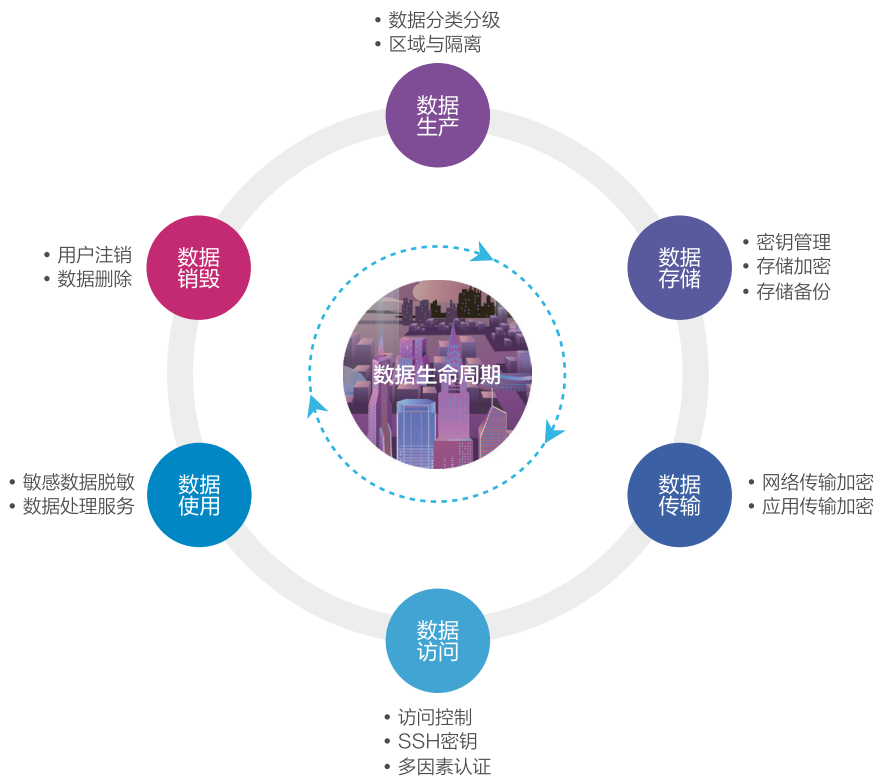 • 数据分类分级
• 区域与隔离
数据
生产
• 用户注销
• 数据删除
数据
销毁
数据
存储
• 密钥管理
• 存储加密
• 存储备份
数据生命周期
• 敏感数据脱敏
• 数据处理服务
数据
使用
数据
传输
• 网络传输加密
• 应用传输加密
数据
访问
• 访问控制
• SSH密钥
• 多因素认证